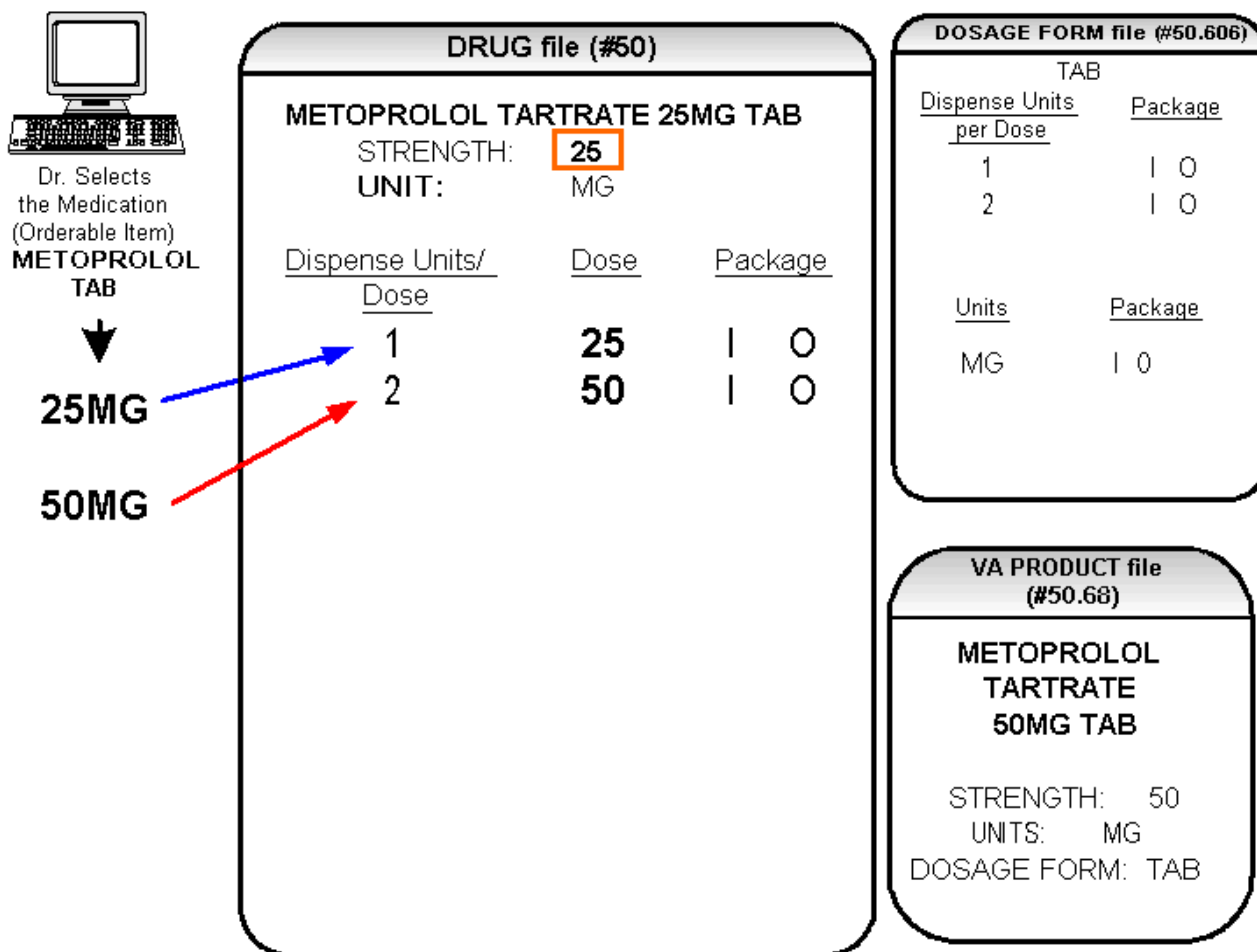 Dr. Selects
the Medication
(Orderable Item)
METOPROLOL
TAB
25MG
50MG
DRUG file (#50)
METOPROLOL TARTRATE 25MG TAB
STRENGTH: 25
UNIT: MG
Dispense Units/ Dose Package
Dose
1 25 I O
2 50 I O
DOSAGE FORM file (#50.606)
TAB
Dispense Units Package
per Dose
1 I O
2 I O
Units Package
MG I 0
VA PRODUCT file
(#50.68)
METOPROLOL
TARTRATE
50MG TAB
STRENGTH: 50
UNITS: MG
DOSAGE FORM: TAB